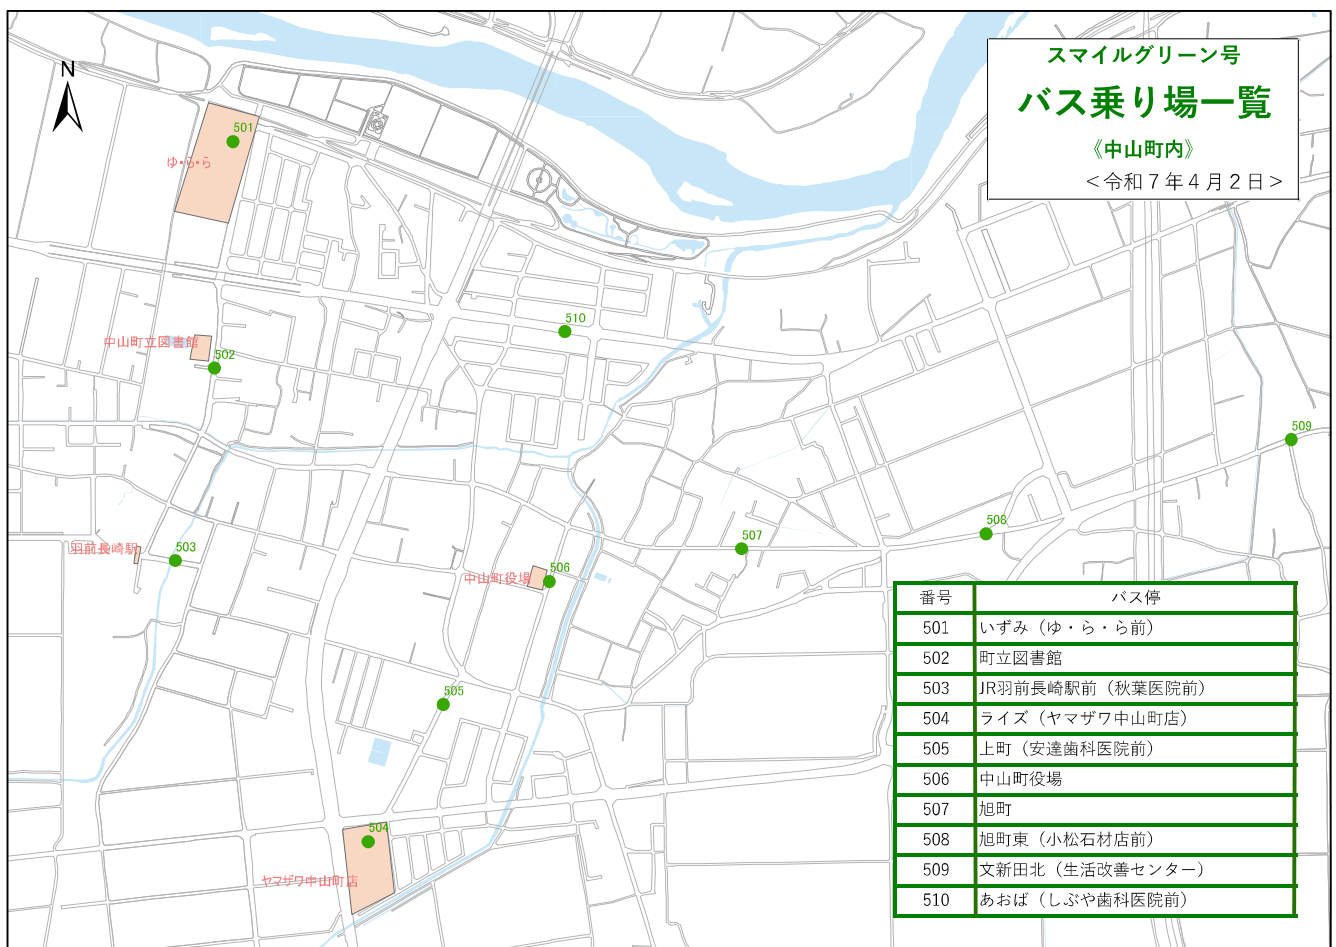 スマイルグリーン号
バス乗り場一覧
《中山町内》
＜令和７年４月２日＞
N
501
ゆ・ら・ら
510
中山町立図書館
502
509
508
507
503
羽前長崎駅
506
中山町役場
505
504
ヤマザワ中山町店
番号 バス停
501 いずみ（ゆ・ら・ら前）
502 町立図書館
503 JR羽前長崎駅前（秋葉医院前）
504 ライズ（ヤマザワ中山町店）
505 上町（安達歯科医院前）
506 中山町役場
507 旭町
508 旭町東（小松石材店前）
509 文新田北（生活改善センター）
510 あおば（しぶや歯科医院前）